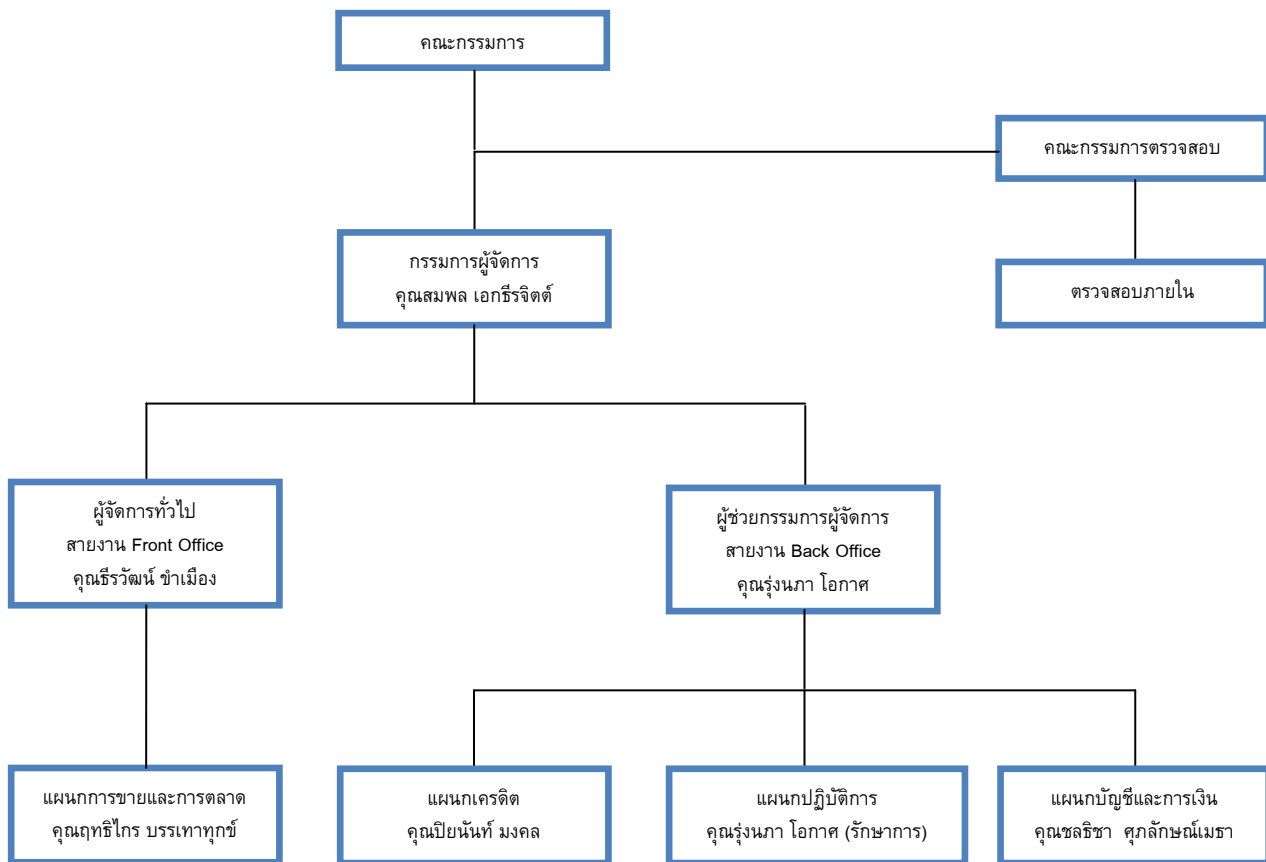 คณะกรรมการ
คณะกรรมการตรวจสอบ
กรรมการผู้จัดการ
คุณสมพล เอกธีรจิตต์
ตรวจสอบภายใน
ผู้จัดการทั่วไป
สายงาน Front Office
คุณธีรวัฒน์ ขำเมือง
ผู้ช่วยกรรมการผู้จัดการ
สายงาน Back Office
คุณรุ่งนภา โอภาศ
แผนกการขายและการตลาด
คุณฤทธิไกร บรรเทาทุกข์
แผนกเครดิต
คุณปิยนันท์ มงคล
แผนกปฏิบัติการ
คุณรุ่งนภา โอภาศ (รักษาการ)
แผนกบัญชีและการเงิน
คุณชลธิชา ศุภลักษณ์เมธา